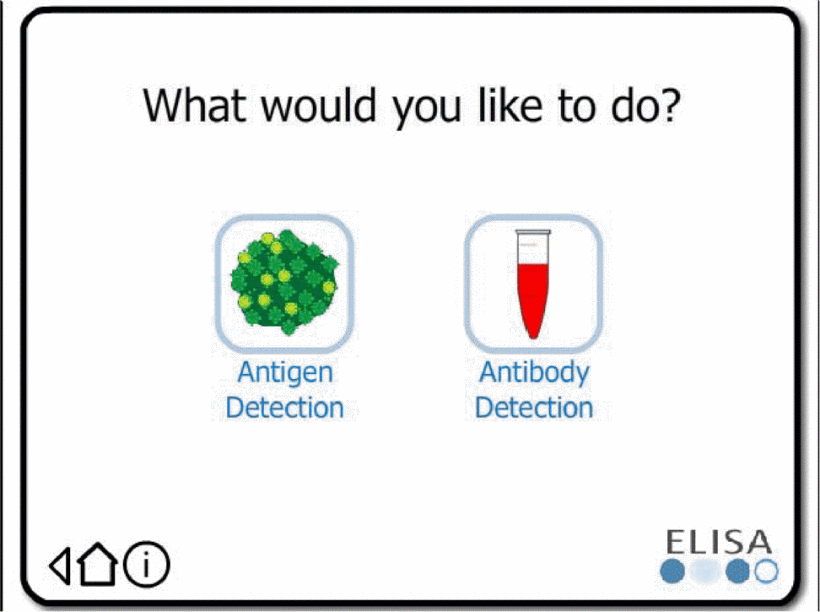 What would you like to do?
Antigen
Detection
Antibody
Detection
i
ELISA